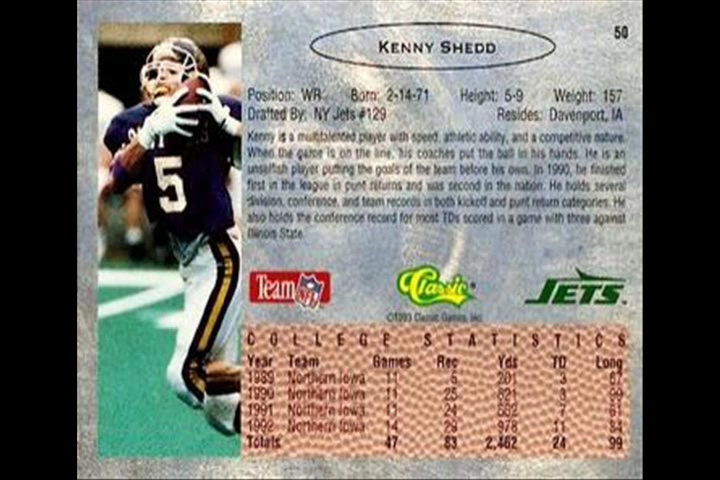 50
KENNY SHEDD
Position: WR Born: 2-14-71 Height: 5-9 Weight: 157
Drafted By: NY Jets #129 Resides: Davenport, IA
Kenny is a multitalented player with speed, athletic ability, and a competitive nature.
When the game is on the line, his coaches put the ball in his hands. He is an
unselfish player putting the goals of the team before his own. In 1990, he finished
first in the league in punt returns and was second in the nation. He holds several
division, conference, and team records in both kickoff and punt return categories. He
also holds the conference record for most TDs scored in a game with three against
Illinois State.
5
Team NFL Classic® JETS
©1993 Classic Games, Inc.
COLLEGE STATISTICS
Year Team Games Rec Yds TD Long
1989 Northern Iowa 11 5 201 3 67
1990 Northern Iowa 11 25 621 3 99
1991 Northern Iowa 11 24 662 7
1992 Northern Iowa 14 29 978 11 84
Totals 47 83 2,462 24 99